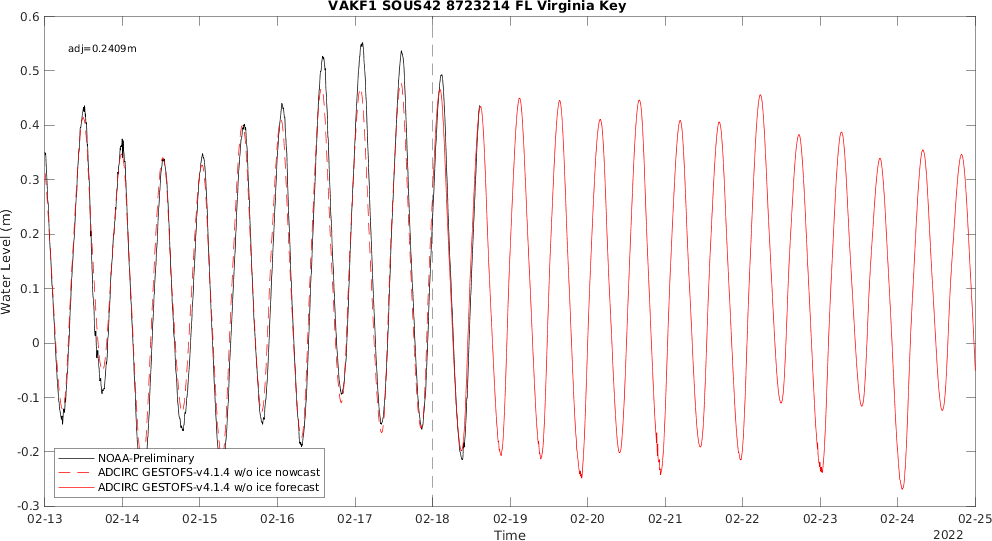 VAKF1 SOUS42 8723214 FL Virginia Key
adj=0.2409m
0.6
0.5
0.4
0.3
0.2
0.1
0
-0.1
-0.2
-0.3
Water Level (m)
NOAA-Preliminary
ADCIRC GESTOFS-v4.1.4 w/o ice nowcast
ADCIRC GESTOFS-v4.1.4 w/o ice forecast
02-13 02-14 02-15 02-16 02-17 02-18 02-19 02-20 02-21 02-22 02-23 02-24 02-25
Time
2022